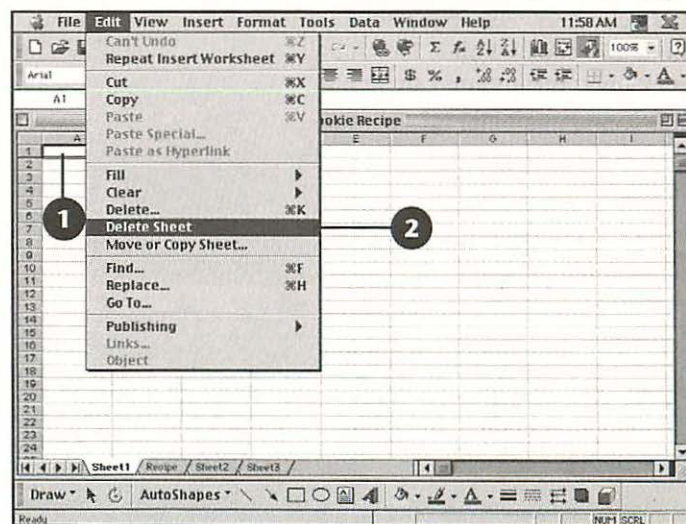 File Edit View Insert Format Tools Data Window Help 11:58 AM
Can't Undo ⌘Z
Repeat Insert Worksheet ⌘Y
100%
Arial
Cut ⌘X
$ % ,
A1
Copy ⌘C
Paste ⌘V
okie Recipe
Paste Special...
Paste as Hyperlink
A E F G H I
Fill
Clear
Delete... ⌘K
1
Delete Sheet
2
Move or Copy Sheet...
Find... ⌘F
Replace... ⌘H
Go To...
Publishing
Links...
Object
1
2
3
4
5
6
7
8
9
10
11
12
13
14
15
16
17
18
19
20
21
22
23
24
Sheet1 Recipe Sheet2 Sheet3
Draw AutoShapes
Ready NUM SCRL